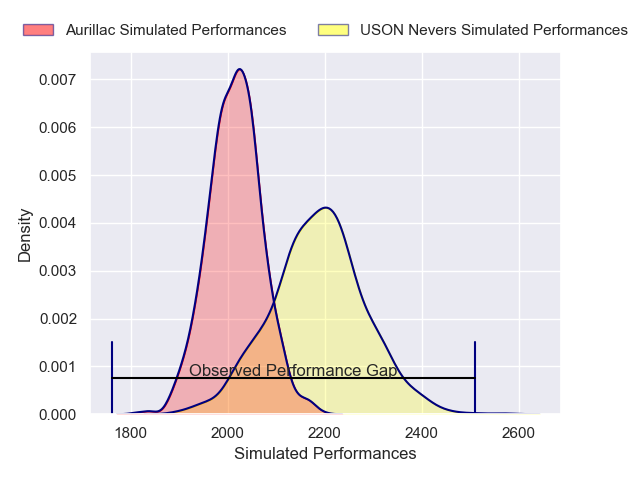 Aurillac Simulated Performances USON Nevers Simulated Performances
0.007
0.006
0.005
0.004
0.003
0.002
0.001
0.000
Density
Observed Performance Gap
1800 2000 2200 2400 2600
Simulated Performances